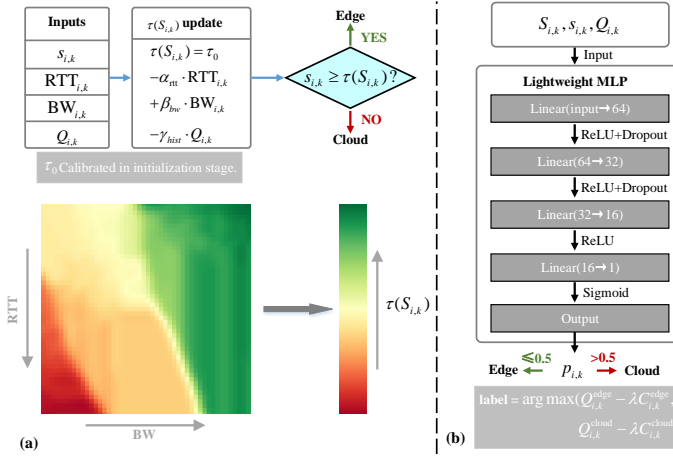 Inputs
s_{i,k}
RTT_{i,k}
BW_{i,k}
Q_{i,k}
τ(S_{i,k}) update
τ(S_{i,k}) = τ_0
−α_{rtt}·RTT_{i,k}
+β_{bw}·BW_{i,k}
−γ_{hist}·Q_{i,k}
Edge
YES
s_{i,k} ≥ τ(S_{i,k})?
NO
Cloud
τ_0 Calibrated in initialization stage.
RTT
BW
τ(S_{i,k})
(a)
S_{i,k}, s_{i,k}, Q_{i,k}
Input
Lightweight MLP
Linear(input→64)
ReLU+Dropout
Linear(64→32)
ReLU+Dropout
Linear(32→16)
ReLU
Linear(16→1)
Sigmoid
Output
≤0.5
>0.5
Edge
p_{i,k}
Cloud
label = arg max(Q_{i,k}^{edge} − λC_{i,k}^{edge},
Q_{i,k}^{cloud} − λC_{i,k}^{cloud}
(b)